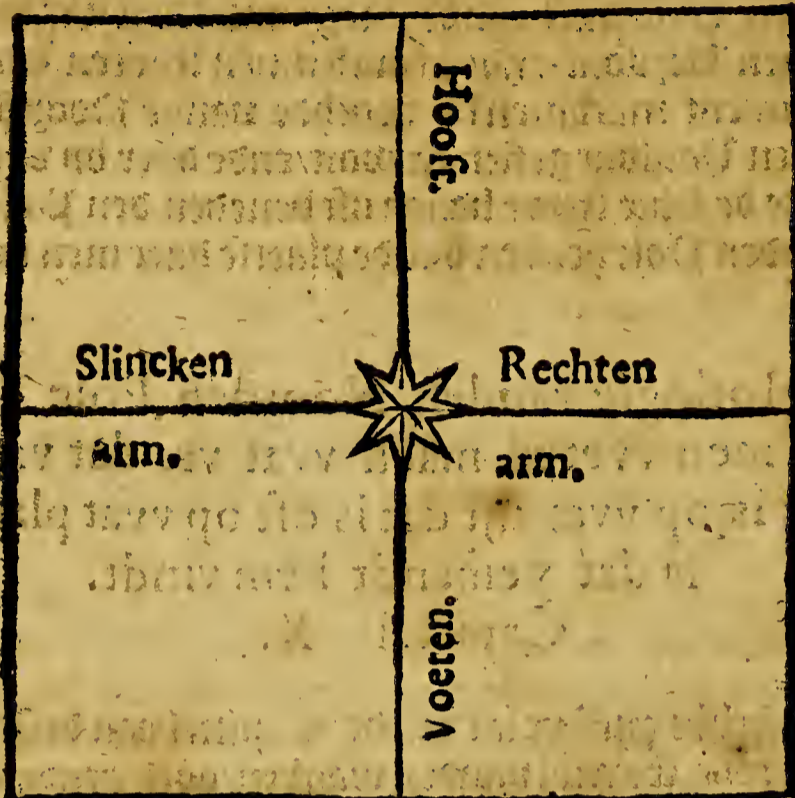 Hooft.
Slincken
arm.
Rechten
arm.
Voeten.